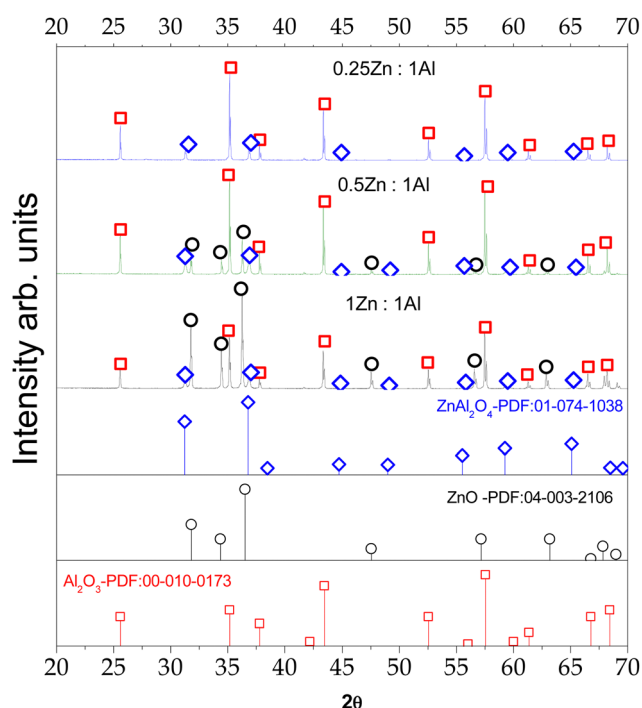 20 25 30 35 40 45 50 55 60 65 70
0.25Zn : 1Al
0.5Zn : 1Al
1Zn : 1Al
Intensity arb. units
ZnAl₂O₄-PDF:01-074-1038
ZnO -PDF:04-003-2106
Al₂O₃-PDF:00-010-0173
20 25 30 35 40 45 50 55 60 65 70
2θ